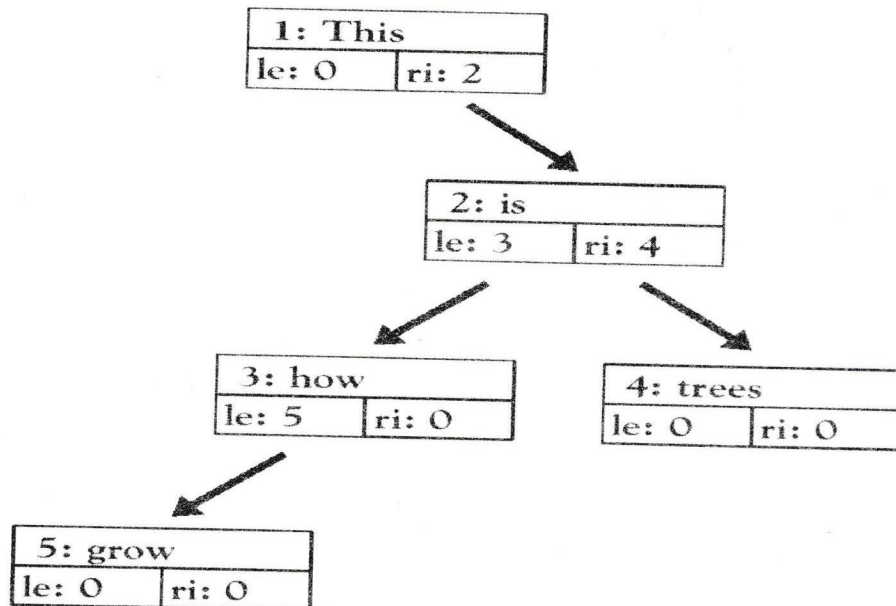 1: This
le: 0 ri: 2
2: is
le: 3 ri: 4
3: how
le: 5 ri: 0
4: trees
le: 0 ri: 0
5: grow
le: 0 ri: 0